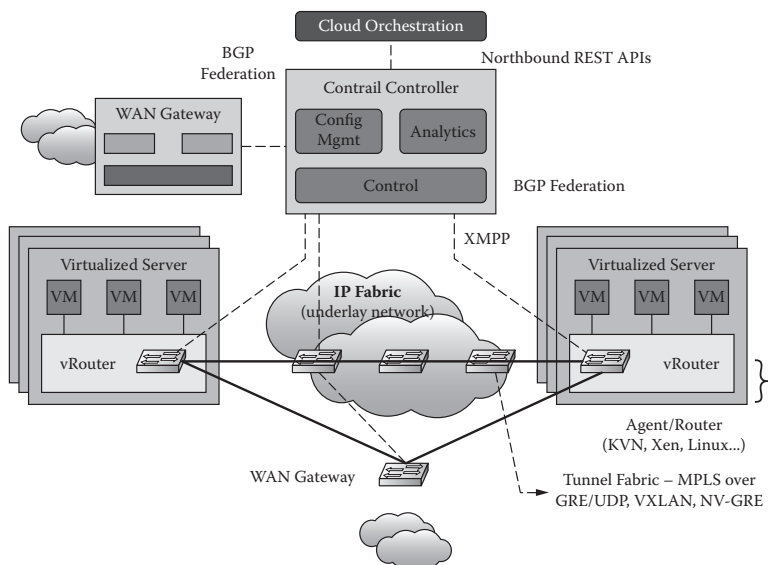 Cloud Orchestration
BGP
Federation
Northbound REST APIs
Contrail Controller
WAN Gateway
Config
Mgmt
Analytics
Control
BGP Federation
XMPP
Virtualized Server
VM VM VM
vRouter
IP Fabric
(underlay network)
Virtualized Server
VM VM VM
vRouter
Agent/Router
(KVN, Xen, Linux...)
WAN Gateway
Tunnel Fabric – MPLS over
GRE/UDP, VXLAN, NV-GRE